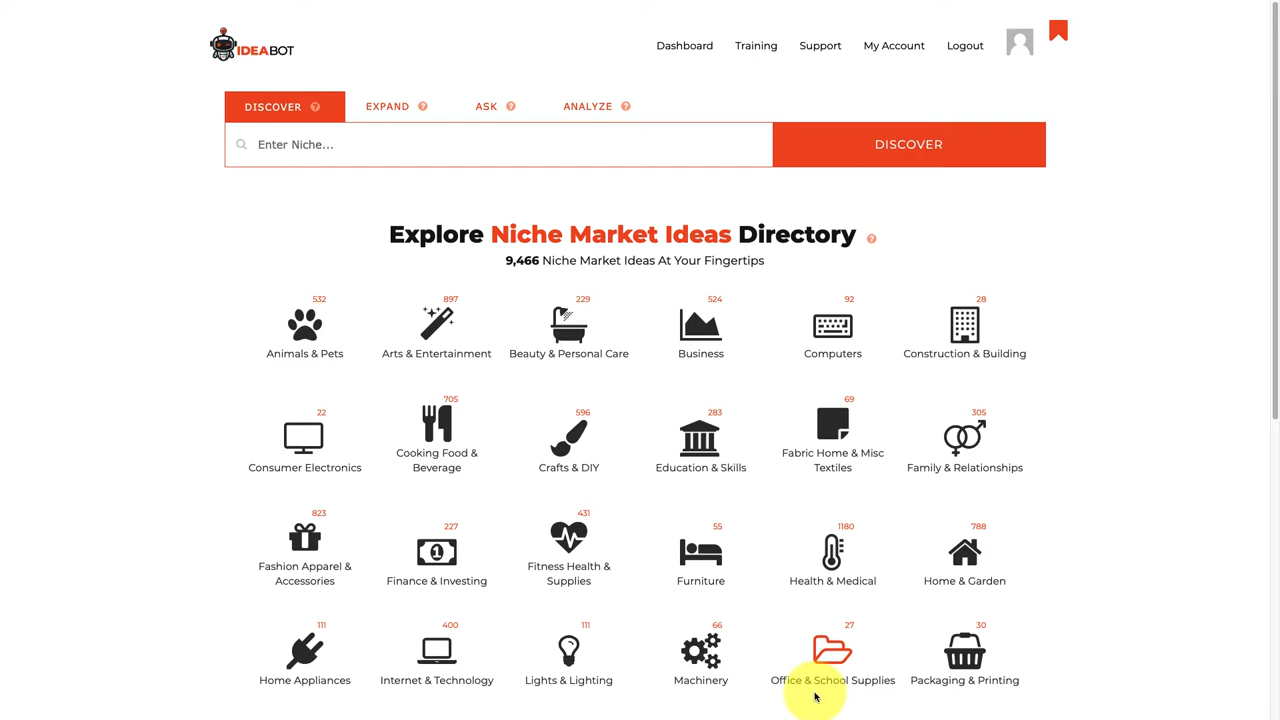 IDEABOT
Dashboard
Training
Support
My Account
Logout
DISCOVER ?
EXPAND ?
ASK ?
ANALYZE ?
Enter Niche...
DISCOVER
Explore Niche Market Ideas Directory ?
9,466 Niche Market Ideas At Your Fingertips
532
Animals & Pets
897
Arts & Entertainment
229
Beauty & Personal Care
524
Business
92
Computers
28
Construction & Building
22
Consumer Electronics
705
Cooking Food &
Beverage
596
Crafts & DIY
283
Education & Skills
69
Fabric Home & Misc
Textiles
305
Family & Relationships
823
Fashion Apparel &
Accessories
227
1
Finance & Investing
431
Fitness Health &
Supplies
55
Furniture
1180
Health & Medical
788
Home & Garden
111
Home Appliances
400
Internet & Technology
111
Lights & Lighting
66
Machinery
27
Office & School Supplies
30
Packaging & Printing